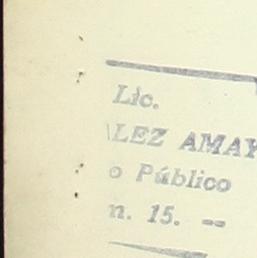 Lic.
LEZ AMAY
o Público
n. 15. --